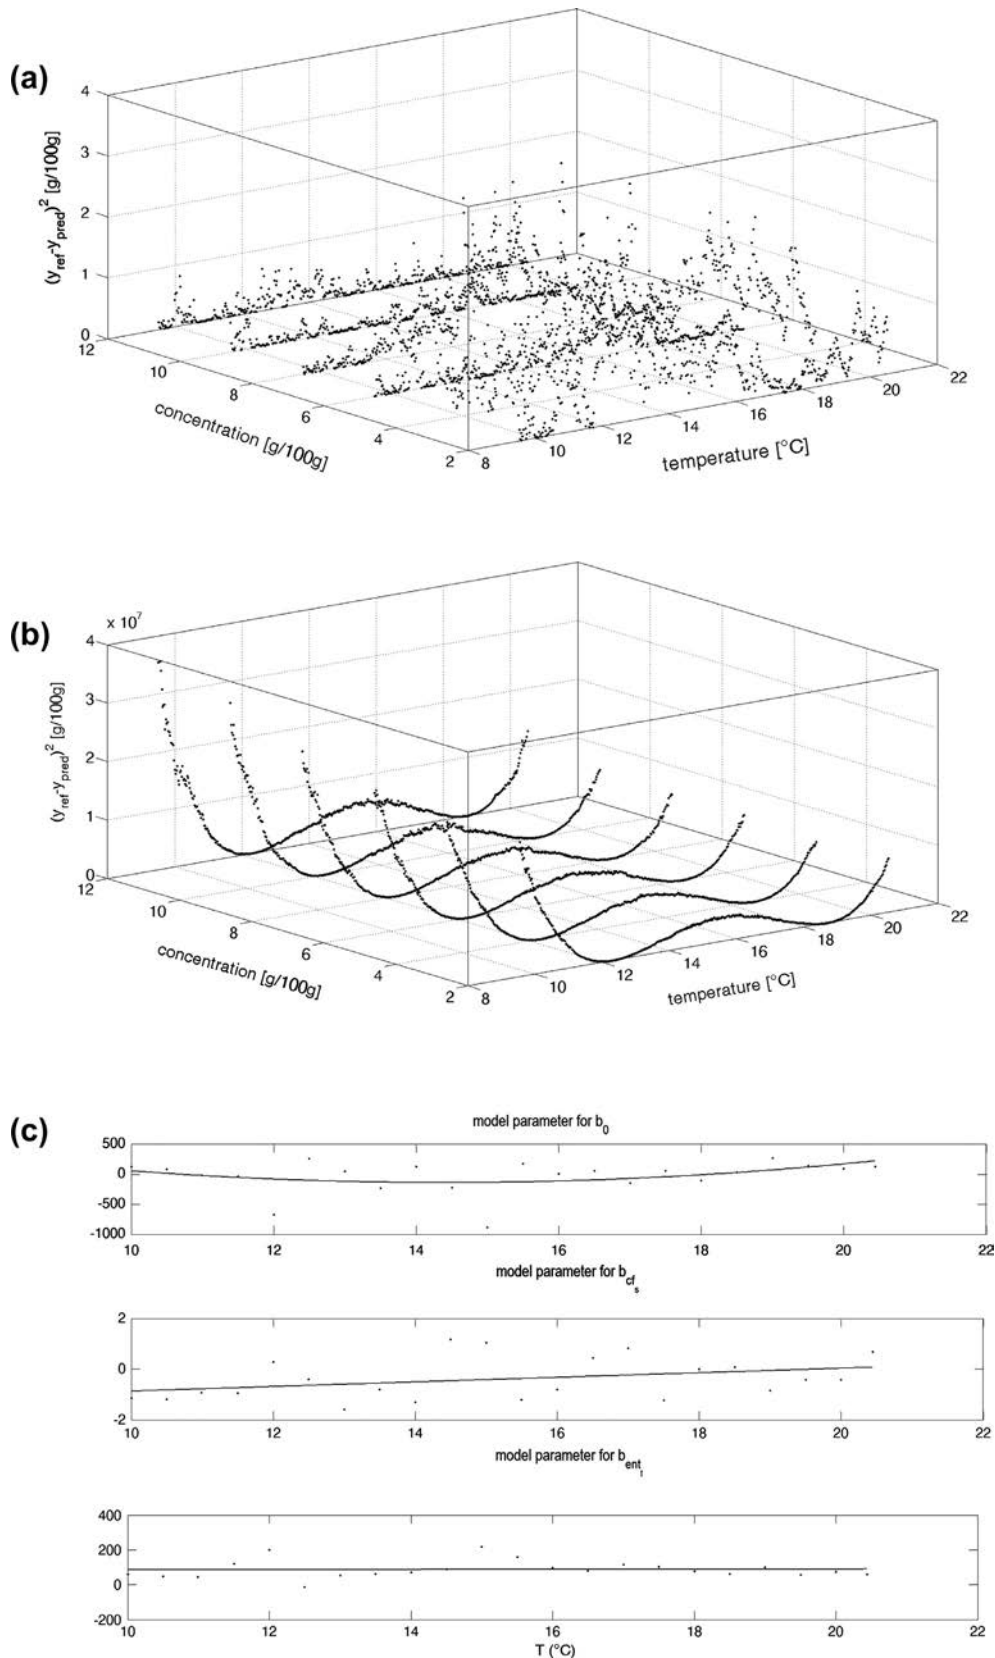 (a)
4
3
2
1
0
(y_ref-y_pred)^2 [g/100g]
12
10
8
6
4
2
concentration [g/100g]
8
10
12
14
16
18
20
22
temperature [°C]
(b)
x 10^7
4
3
2
1
0
(y_ref-y_pred)^2 [g/100g]
12
10
8
6
4
2
concentration [g/100g]
8
10
12
14
16
18
20
22
temperature [°C]
(c)
model parameter for b_0
500
0
-500
-1000
10 12 14 16 18 20 22
model parameter for b_cf_s
2
0
-2
10 12 14 16 18 20 22
model parameter for b_ent_t
400
200
0
-200
10 12 14 16 18 20 22
T (°C)